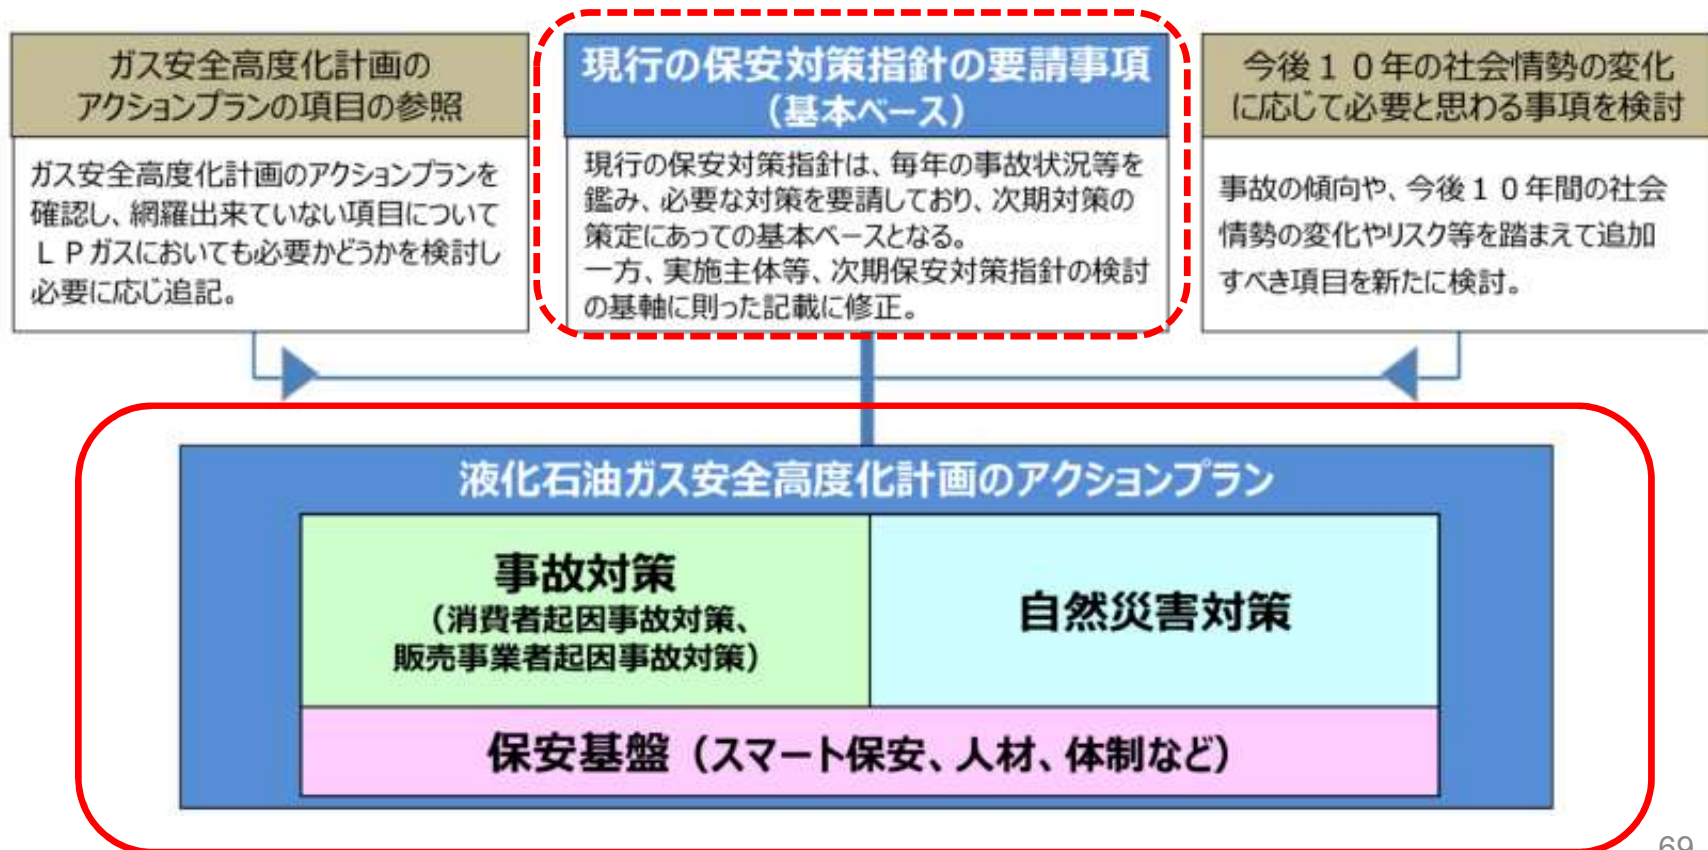 ガス安全高度化計画の
アクションプランの項目の参照
ガス安全高度化計画のアクションプランを
確認し、網羅出来ていない項目について
ＬＰガスにおいても必要かどうかを検討し
必要に応じ追記。
現行の保安対策指針の要請事項
（基本ベース）
現行の保安対策指針は、毎年の事故状況等を
鑑み、必要な対策を要請しており、次期対策の
策定にあっての基本ベースとなる。
一方、実施主体等、次期保安対策指針の検討
の基軸に則った記載に修正。
今後１０年の社会情勢の変化
に応じて必要と思わる事項を検討
事故の傾向や、今後１０年間の社会
情勢の変化やリスク等を踏まえて追加
すべき項目を新たに検討。
液化石油ガス安全高度化計画のアクションプラン
事故対策
（消費者起因事故対策、
販売事業者起因事故対策）
自然災害対策
保安基盤（スマート保安、人材、体制など）
69